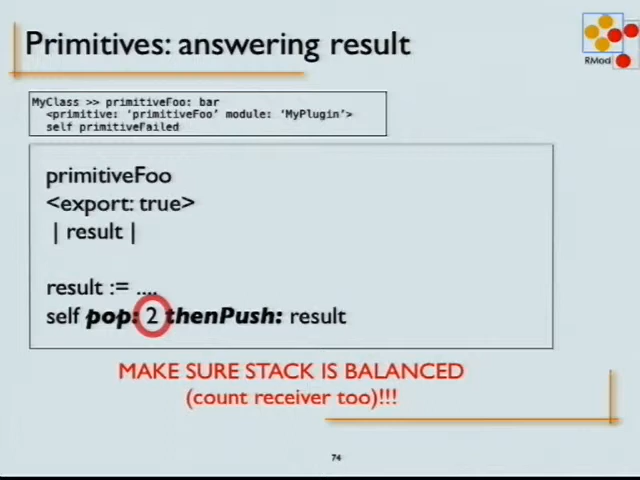 Primitives: answering result
RMod
MyClass >> primitiveFoo: bar
<primitive: 'primitiveFoo' module: 'MyPlugin'>
self primitiveFailed
primitiveFoo
<export: true>
| result |
result := ....
self pop: 2 thenPush: result
MAKE SURE STACK IS BALANCED
(count receiver too)!!!
74